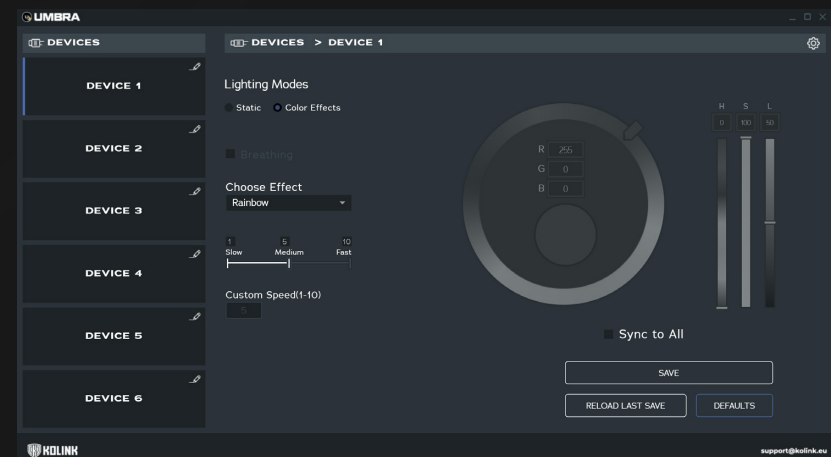 UMBRA
DEVICES
DEVICES > DEVICE 1
DEVICE 1
DEVICE 2
DEVICE 3
DEVICE 4
DEVICE 5
DEVICE 6
Lighting Modes
Static Color Effects
Breathing
Choose Effect
Rainbow
1 5 10
Slow Medium Fast
Custom Speed(1-10)
5
R 255
G 0
B 0
H S L
0 100 50
Sync to All
SAVE
RELOAD LAST SAVE DEFAULTS
KOLINK
support@kolink.eu